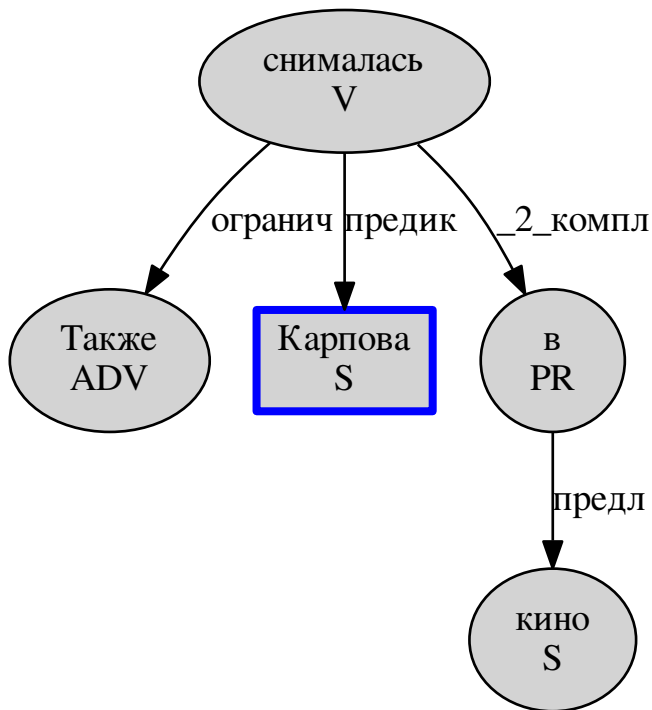 снималась
V
огранич
предик
_2_компл
Также
ADV
Карпова
S
в
PR
предл
кино
S